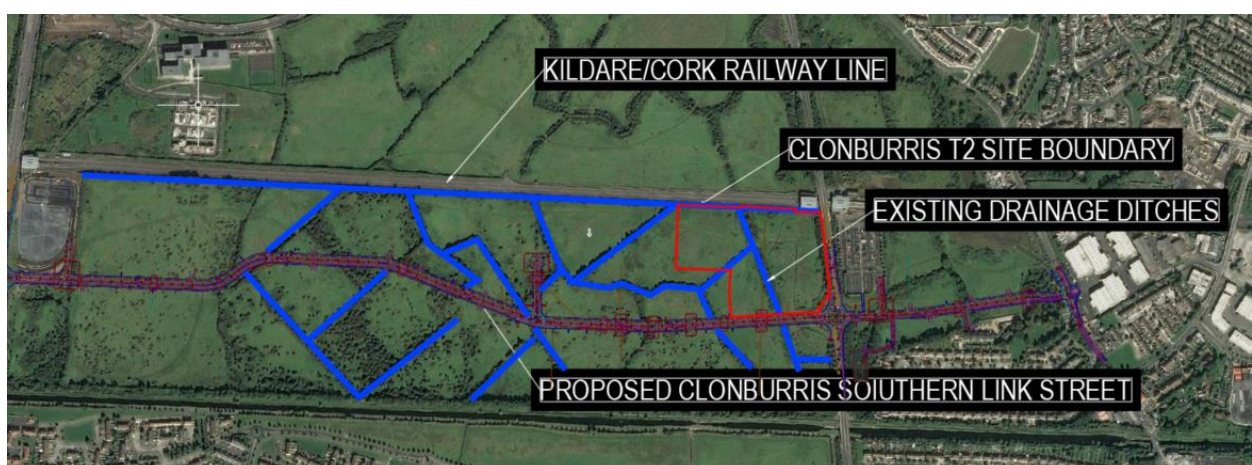 KILDARE/CORK RAILWAY LINE
CLONBURRIS T2 SITE BOUNDARY
EXISTING DRAINAGE DITCHES
PROPOSED CLONBURRIS SOIUTHERN LINK STREET